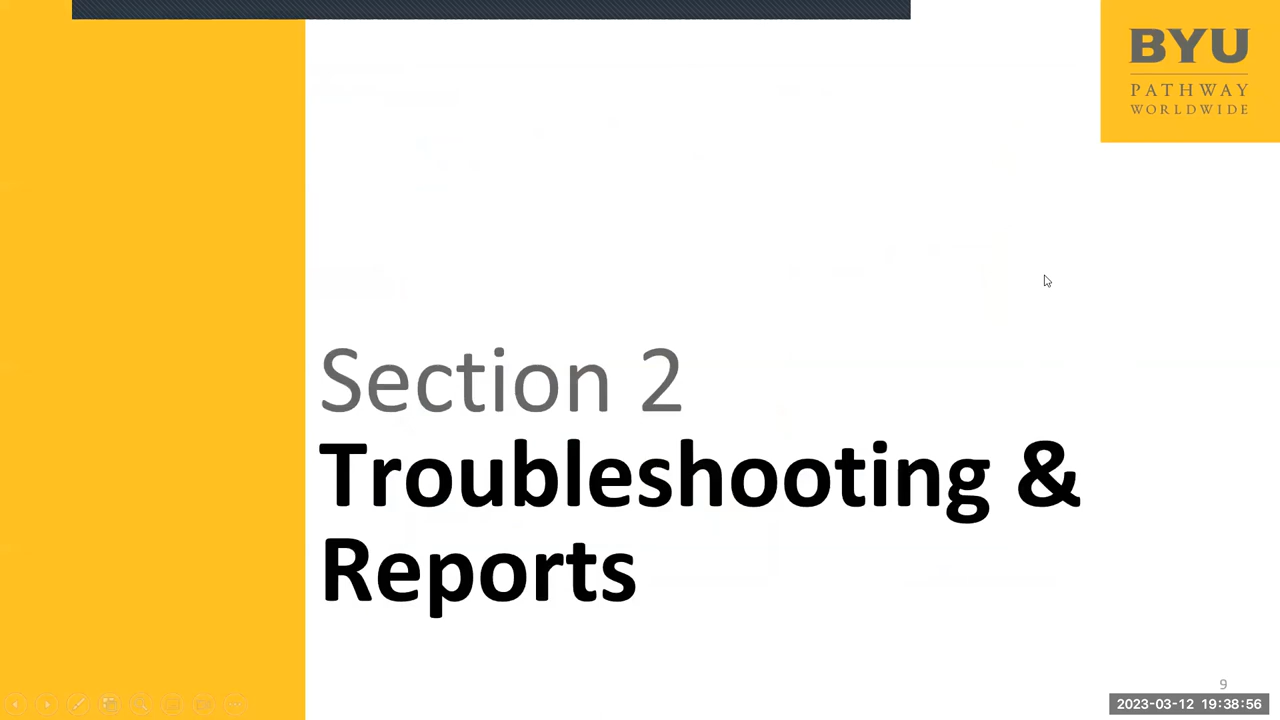 BYU
PATHWAY
WORLDWIDE
Section 2
Troubleshooting &
Reports
9
2023-03-12 19:38:56